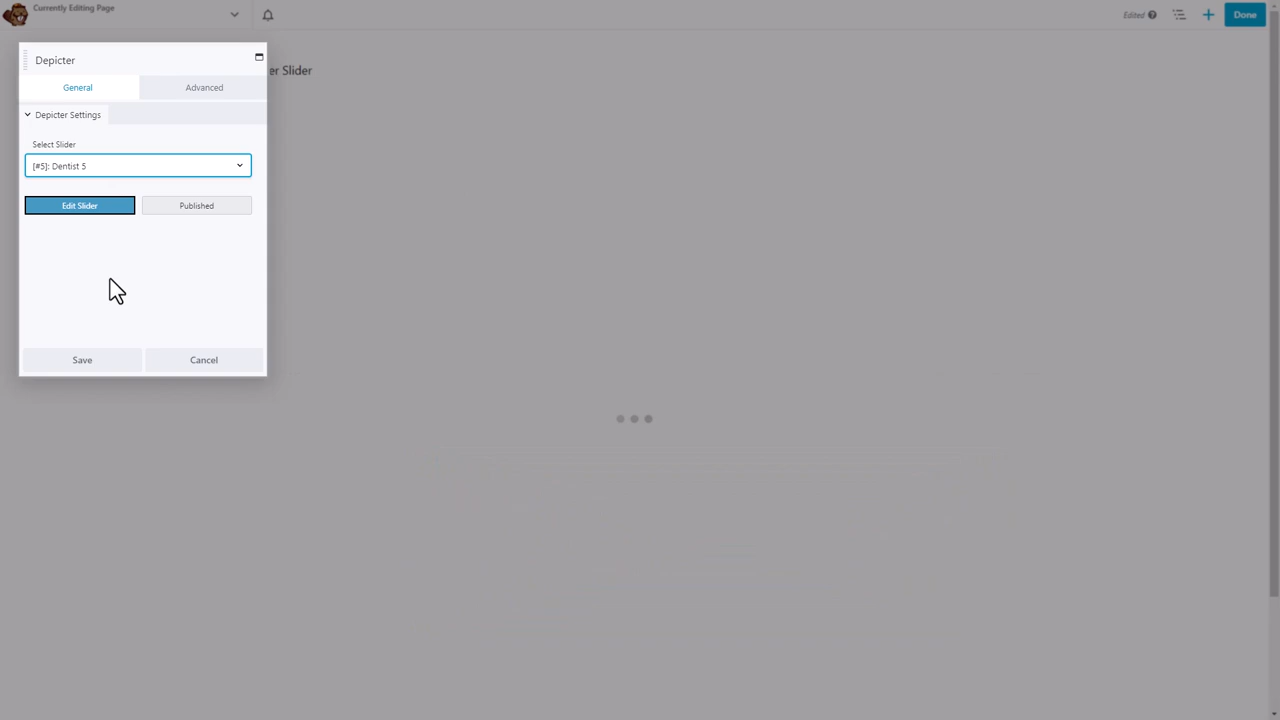 Currently Editing Page
Edited
Done
Depicter
er Slider
General
Advanced
Depicter Settings
Select Slider
[#5]: Dentist 5
Edit Slider
Published
Save
Cancel